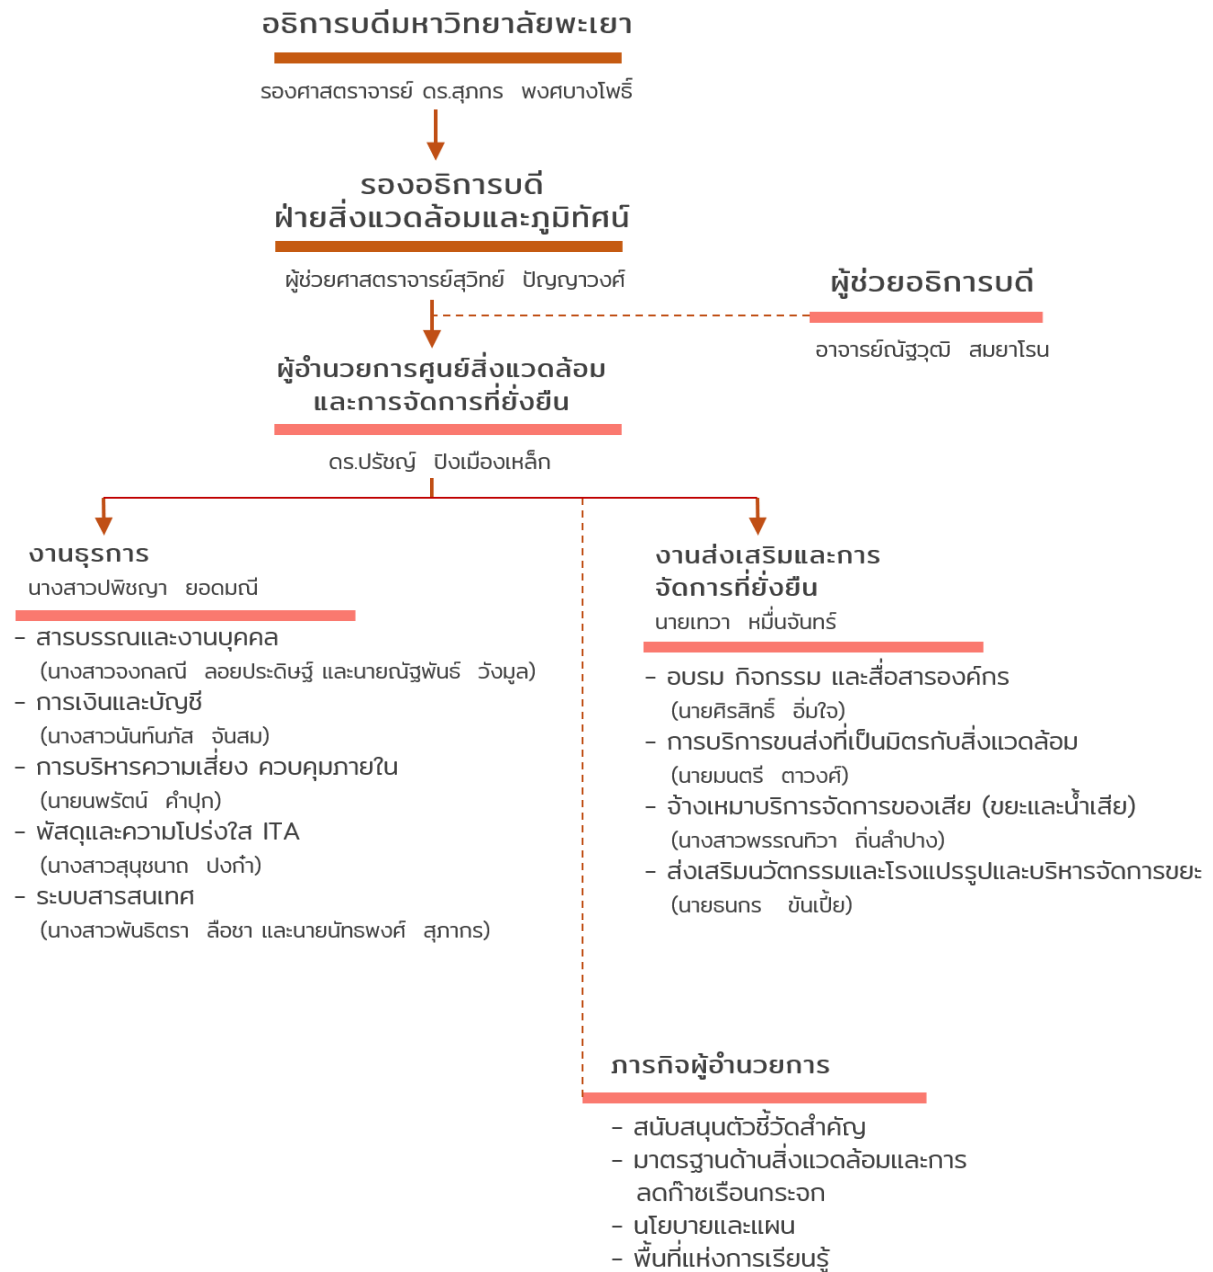 อธิการบดีมหาวิทยาลัยพะเยา
รองศาสตราจารย์ ดร.สุภกร พงศบางโพธิ์
รองอธิการบดี
ฝ่ายสิ่งแวดล้อมและภูมิทัศน์
ผู้ช่วยศาสตราจารย์สุวิทย์ ปัญญาวงศ์
ผู้ช่วยอธิการบดี
อาจารย์ณัฐวุฒิ สมยาโรน
ผู้อำนวยการศูนย์สิ่งแวดล้อม
และการจัดการที่ยั่งยืน
ดร.ปรัชญ์ ปิงเมืองเหล็ก
งานธุรการ
นางสาวปพิชญา ยอดมณี
- สารบรรณและงานบุคคล
(นางสาวจงกลณี ลอยประดิษฐ์ และนายณัฐพันธ์ วังมูล)
- การเงินและบัญชี
(นางสาวนันท์นภัส จันสม)
- การบริหารความเสี่ยง ควบคุมภายใน
(นายนพรัตน์ คำปุก)
- พัสดุและความโปร่งใส ITA
(นางสาวสุนุชนาถ ปงก๋ำ)
- ระบบสารสนเทศ
(นางสาวพันธิตรา ลือชา และนายนัทธพงศ์ สุภากร)
งานส่งเสริมและการ
จัดการที่ยั่งยืน
นายเทวา หมื่นจันทร์
- อบรม กิจกรรม และสื่อสารองค์กร
(นายศิรสิทธิ์ อิ่มใจ)
- การบริการขนส่งที่เป็นมิตรกับสิ่งแวดล้อม
(นายมนตรี ตาวงศ์)
- จ้างเหมาบริการจัดการของเสีย (ขยะและน้ำเสีย)
(นางสาวพรรณทิวา ถิ่นลำปาง)
- ส่งเสริมนวัตกรรมและโรงแปรรูปและบริหารจัดการขยะ
(นายธนกร ขันเปี้ย)
ภารกิจผู้อำนวยการ
- สนับสนุนตัวชี้วัดสำคัญ
- มาตรฐานด้านสิ่งแวดล้อมและการ
ลดก๊าซเรือนกระจก
- นโยบายและแผน
- พื้นที่แห่งการเรียนรู้